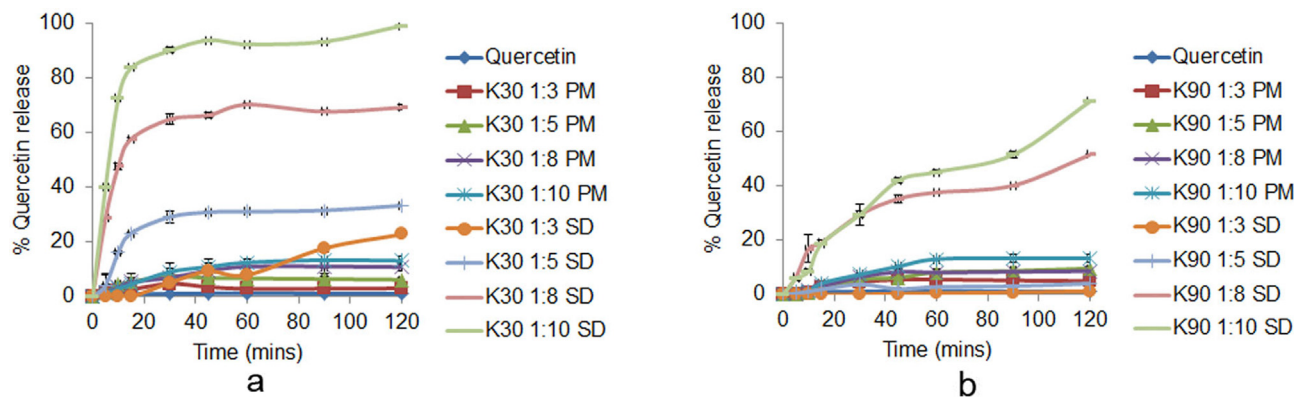 % Quercetin release
100
80
60
40
20
0
0 20 40 60 80 100 120
Time (mins)
Quercetin
K30 1:3 PM
K30 1:5 PM
K30 1:8 PM
K30 1:10 PM
K30 1:3 SD
K30 1:5 SD
K30 1:8 SD
K30 1:10 SD
a
% Quercetin release
100
80
60
40
20
0
0 20 40 60 80 100 120
Time (mins)
Quercetin
K90 1:3 PM
K90 1:5 PM
K90 1:8 PM
K90 1:10 PM
K90 1:3 SD
K90 1:5 SD
K90 1:8 SD
K90 1:10 SD
b